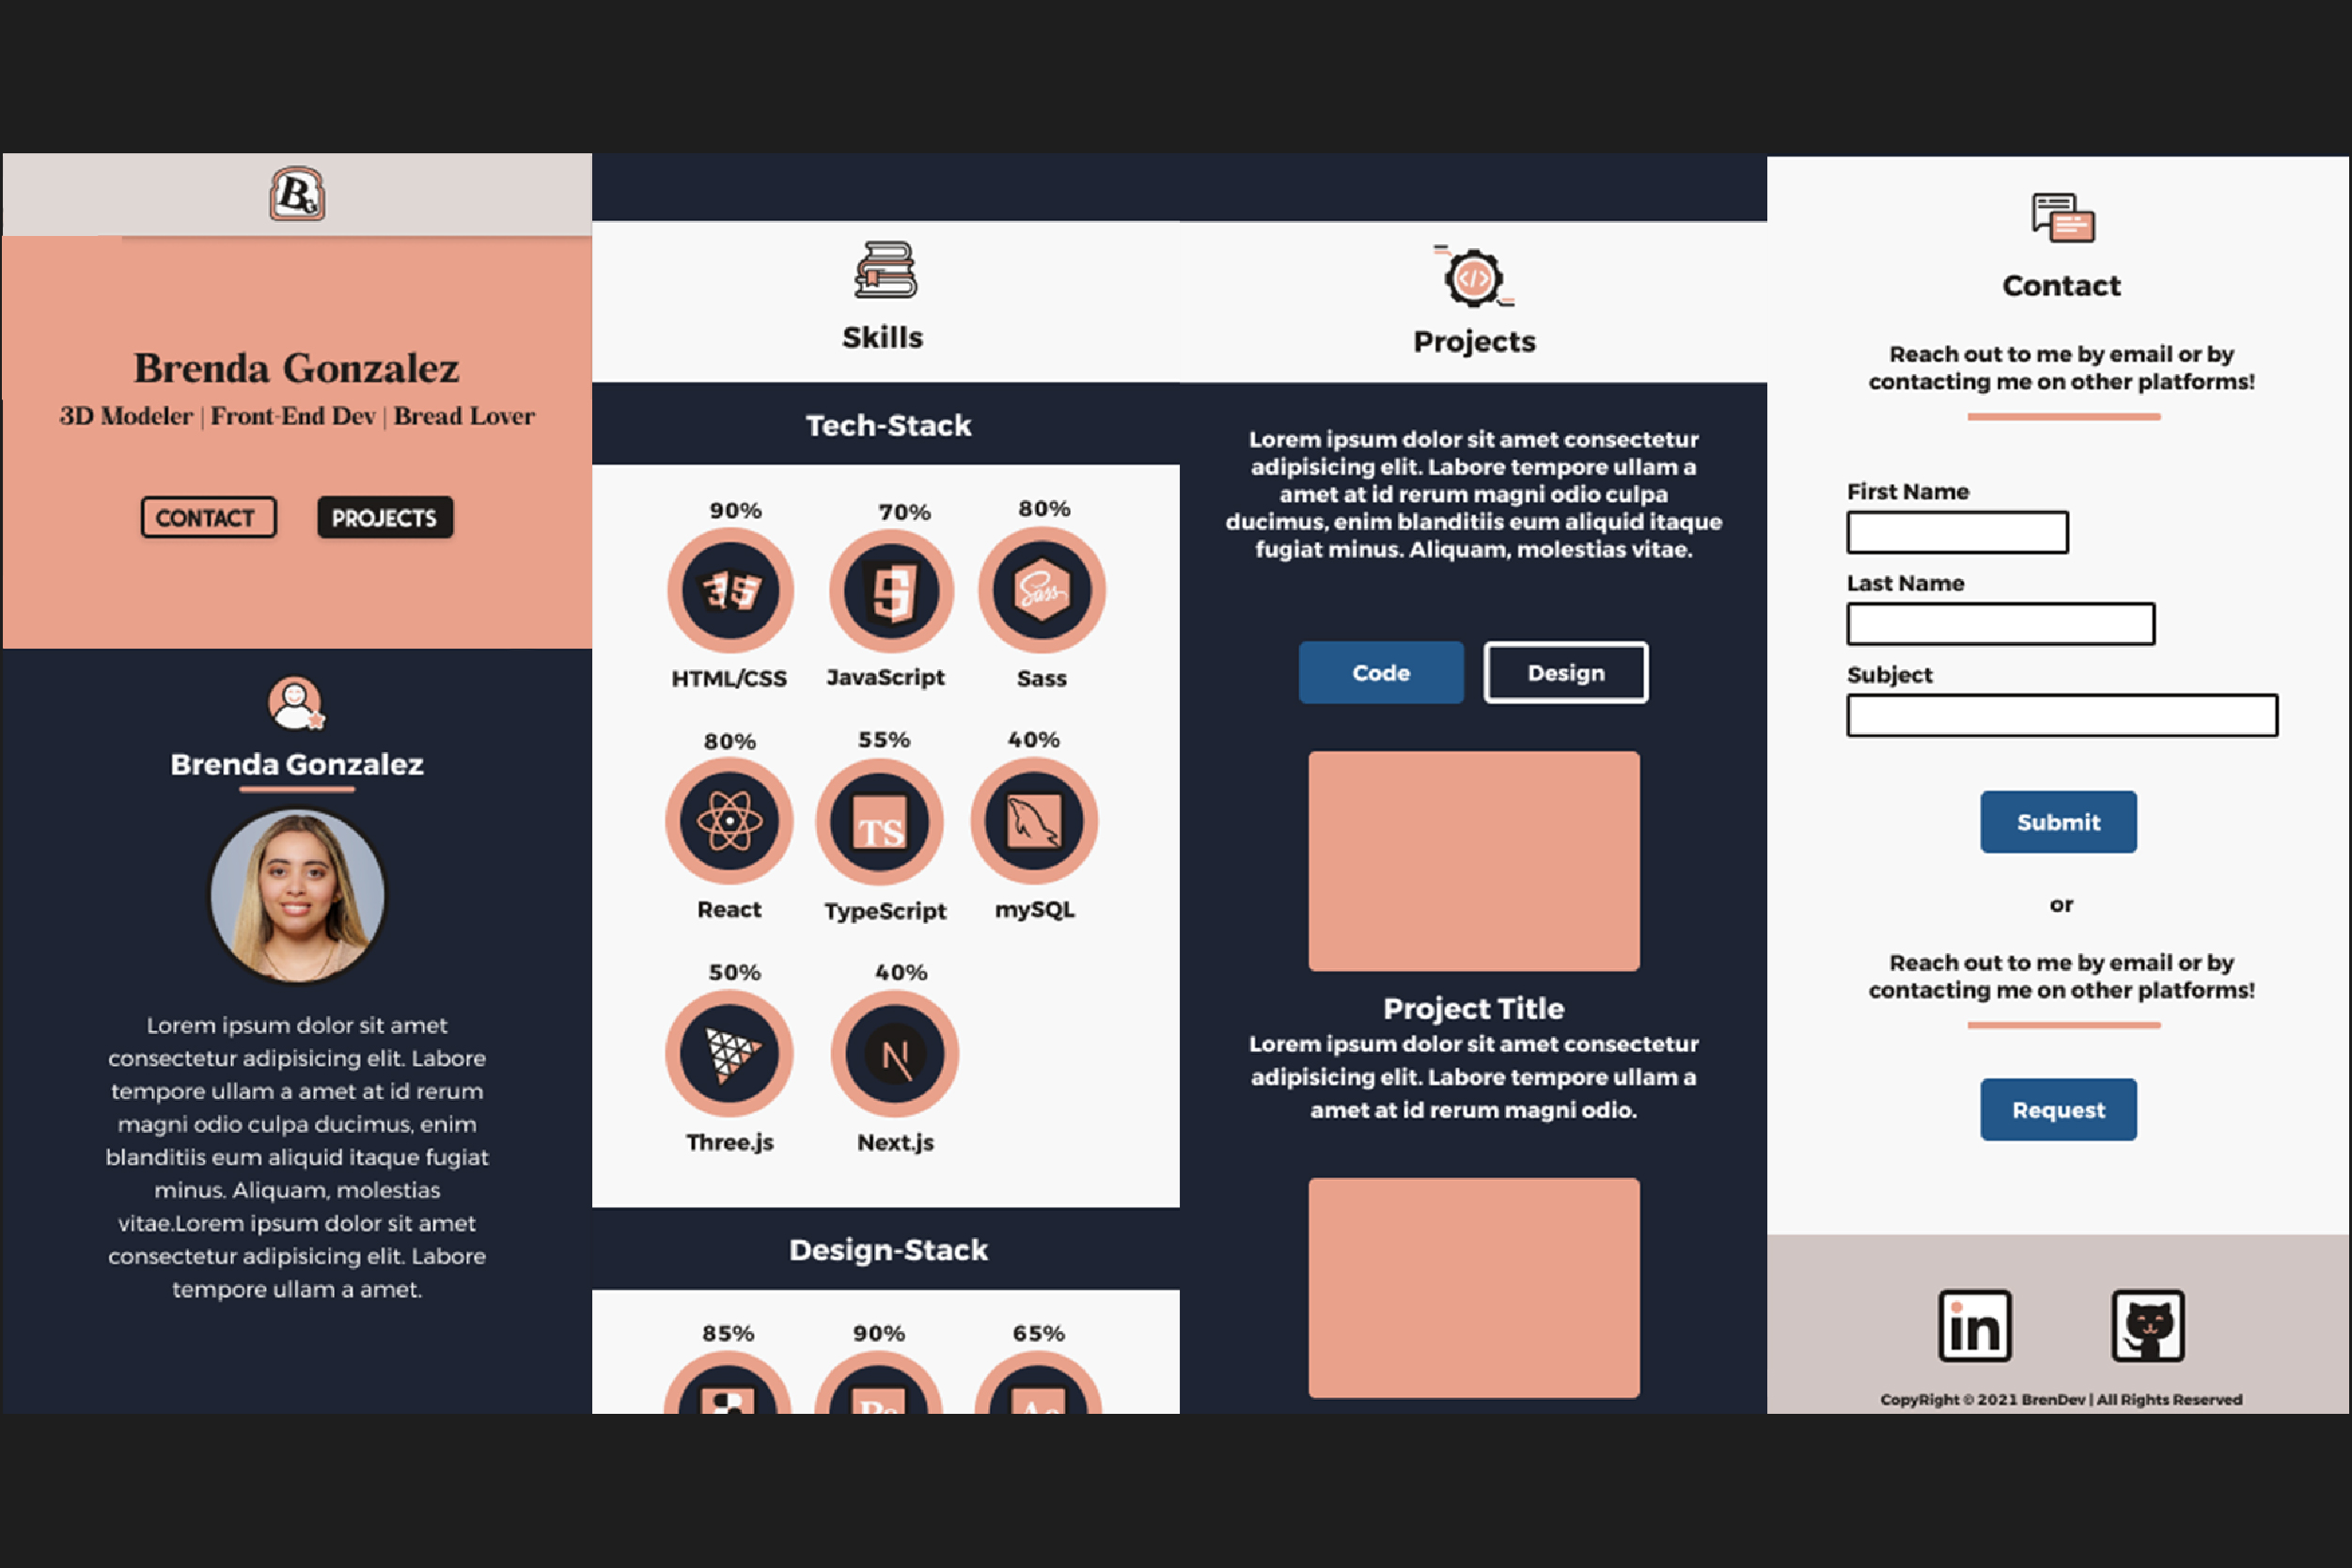 BG
Brenda Gonzalez
3D Modeler | Front-End Dev | Bread Lover
CONTACT
PROJECTS
Brenda Gonzalez
Lorem ipsum dolor sit amet
consectetur adipisicing elit. Labore
tempore ullam a amet at id rerum
magni odio culpa ducimus, enim
blanditiis eum aliquid itaque fugiat
minus. Aliquam, molestias
vitae.Lorem ipsum dolor sit amet
consectetur adipisicing elit. Labore
tempore ullam a amet.
Skills
Tech-Stack
90% 70% 80%
3 5
5
Sass
HTML/CSS JavaScript Sass
80% 55% 40%
TS
React TypeScript mySQL
50% 40%
N
Three.js Next.js
Design-Stack
85% 90% 65%
</>
Projects
Lorem ipsum dolor sit amet consectetur
adipisicing elit. Labore tempore ullam a
amet at id rerum magni odio culpa
ducimus, enim blanditiis eum aliquid itaque
fugiat minus. Aliquam, molestias vitae.
Code
Design
Project Title
Lorem ipsum dolor sit amet consectetur
adipisicing elit. Labore tempore ullam a
amet at id rerum magni odio.
Contact
Reach out to me by email or by
contacting me on other platforms!
First Name
Last Name
Subject
Submit
or
Reach out to me by email or by
contacting me on other platforms!
Request
in
CopyRight © 2021 BrenDev | All Rights Reserved